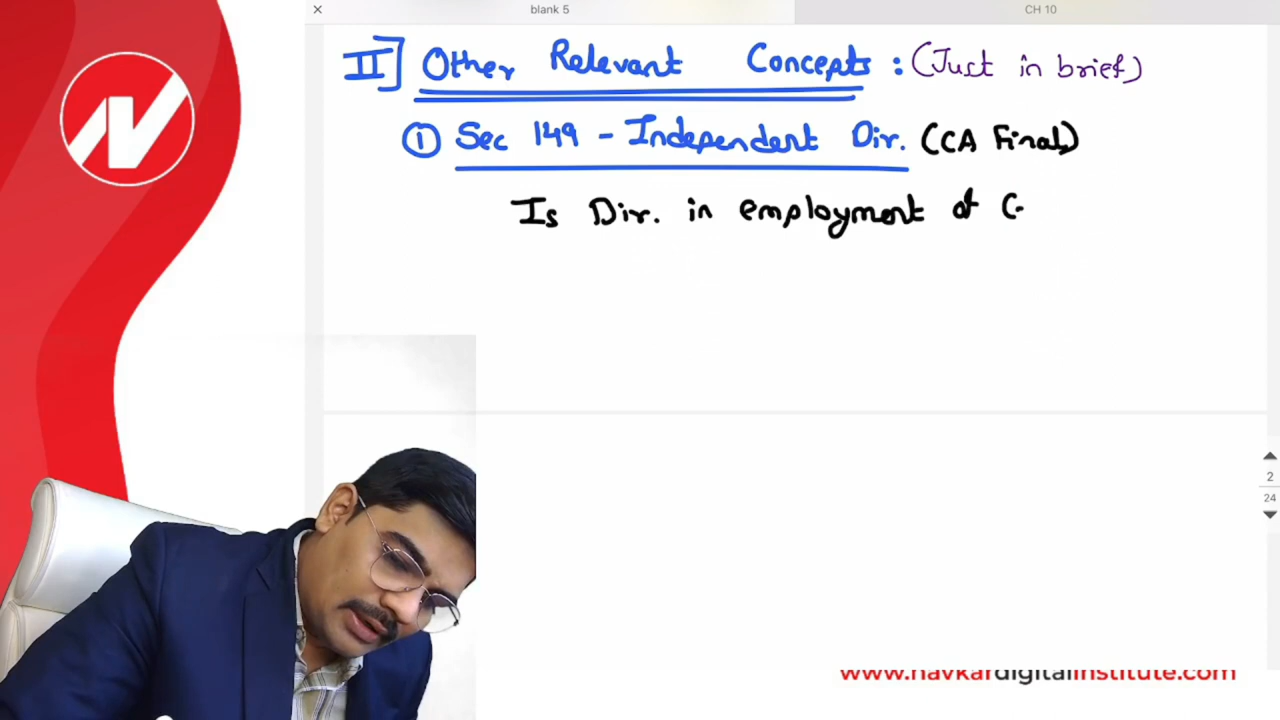 × blank 5 CH 10
II] Other Relevant Concepts : (Just in brief)
① Sec 149 - Independent Dir. (CA Final)
Is Dir. in employment of C
2
24
www.navkardigitalinstitute.com